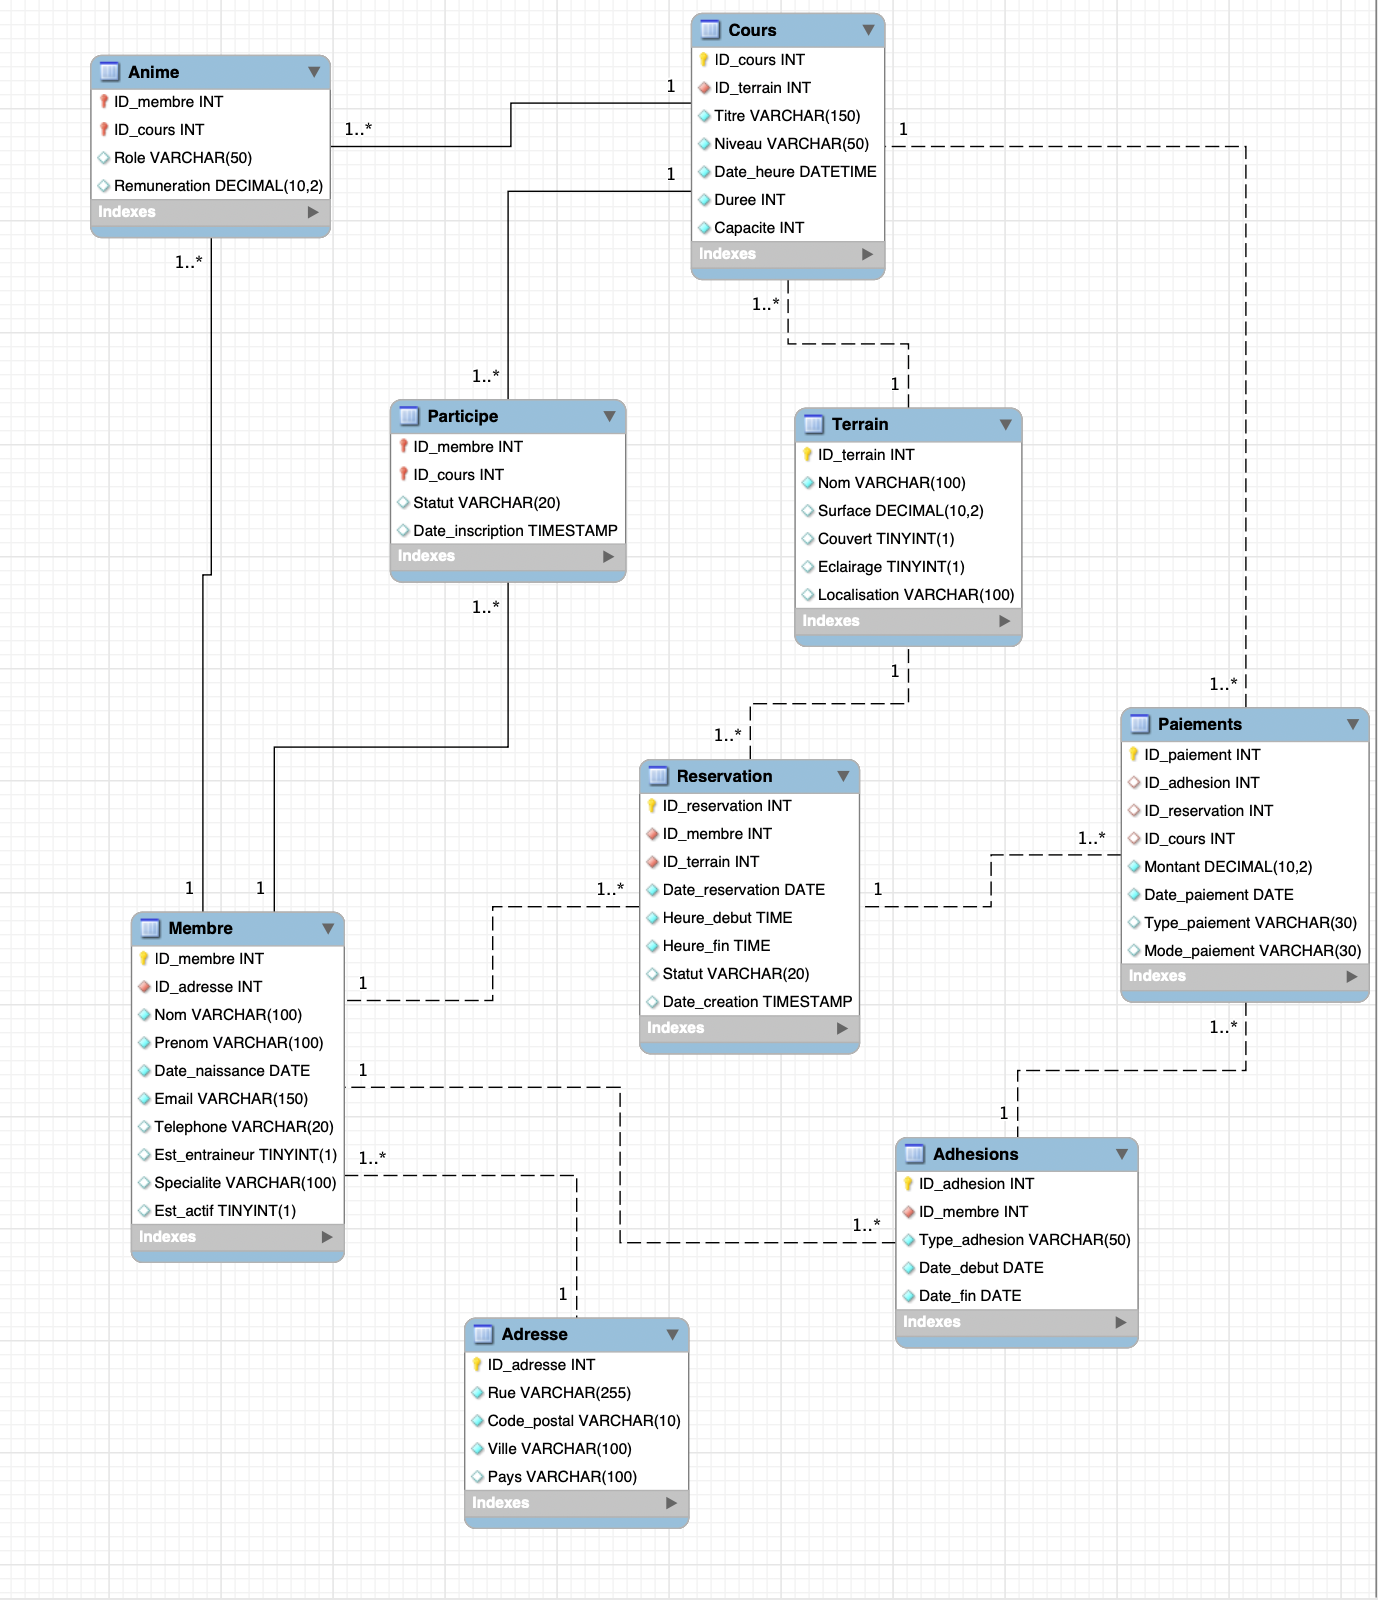 Cours
ID_cours INT
ID_terrain INT
Titre VARCHAR(150)
Niveau VARCHAR(50)
Date_heure DATETIME
Duree INT
Capacite INT
Indexes
Anime
ID_membre INT
ID_cours INT
Role VARCHAR(50)
Remuneration DECIMAL(10,2)
Indexes
1
1..*
1
1
1..*
1..*
1
1..*
Participe
ID_membre INT
ID_cours INT
Statut VARCHAR(20)
Date_inscription TIMESTAMP
Indexes
Terrain
ID_terrain INT
Nom VARCHAR(100)
Surface DECIMAL(10,2)
Couvert TINYINT(1)
Eclairage TINYINT(1)
Localisation VARCHAR(100)
Indexes
1..*
1
1..*
1..*
Paiements
ID_paiement INT
ID_adhesion INT
ID_reservation INT
ID_cours INT
Montant DECIMAL(10,2)
Date_paiement DATE
Type_paiement VARCHAR(30)
Mode_paiement VARCHAR(30)
Indexes
Reservation
ID_reservation INT
ID_membre INT
ID_terrain INT
Date_reservation DATE
Heure_debut TIME
Heure_fin TIME
Statut VARCHAR(20)
Date_creation TIMESTAMP
Indexes
1..*
1
1
1..*
1
Membre
ID_membre INT
ID_adresse INT
Nom VARCHAR(100)
Prenom VARCHAR(100)
Date_naissance DATE
Email VARCHAR(150)
Telephone VARCHAR(20)
Est_entraineur TINYINT(1)
Specialite VARCHAR(100)
Est_actif TINYINT(1)
Indexes
1
1
1..*
1..*
1
1..*
1
Adhesions
ID_adhesion INT
ID_membre INT
Type_adhesion VARCHAR(50)
Date_debut DATE
Date_fin DATE
Indexes
Adresse
ID_adresse INT
Rue VARCHAR(255)
Code_postal VARCHAR(10)
Ville VARCHAR(100)
Pays VARCHAR(100)
Indexes